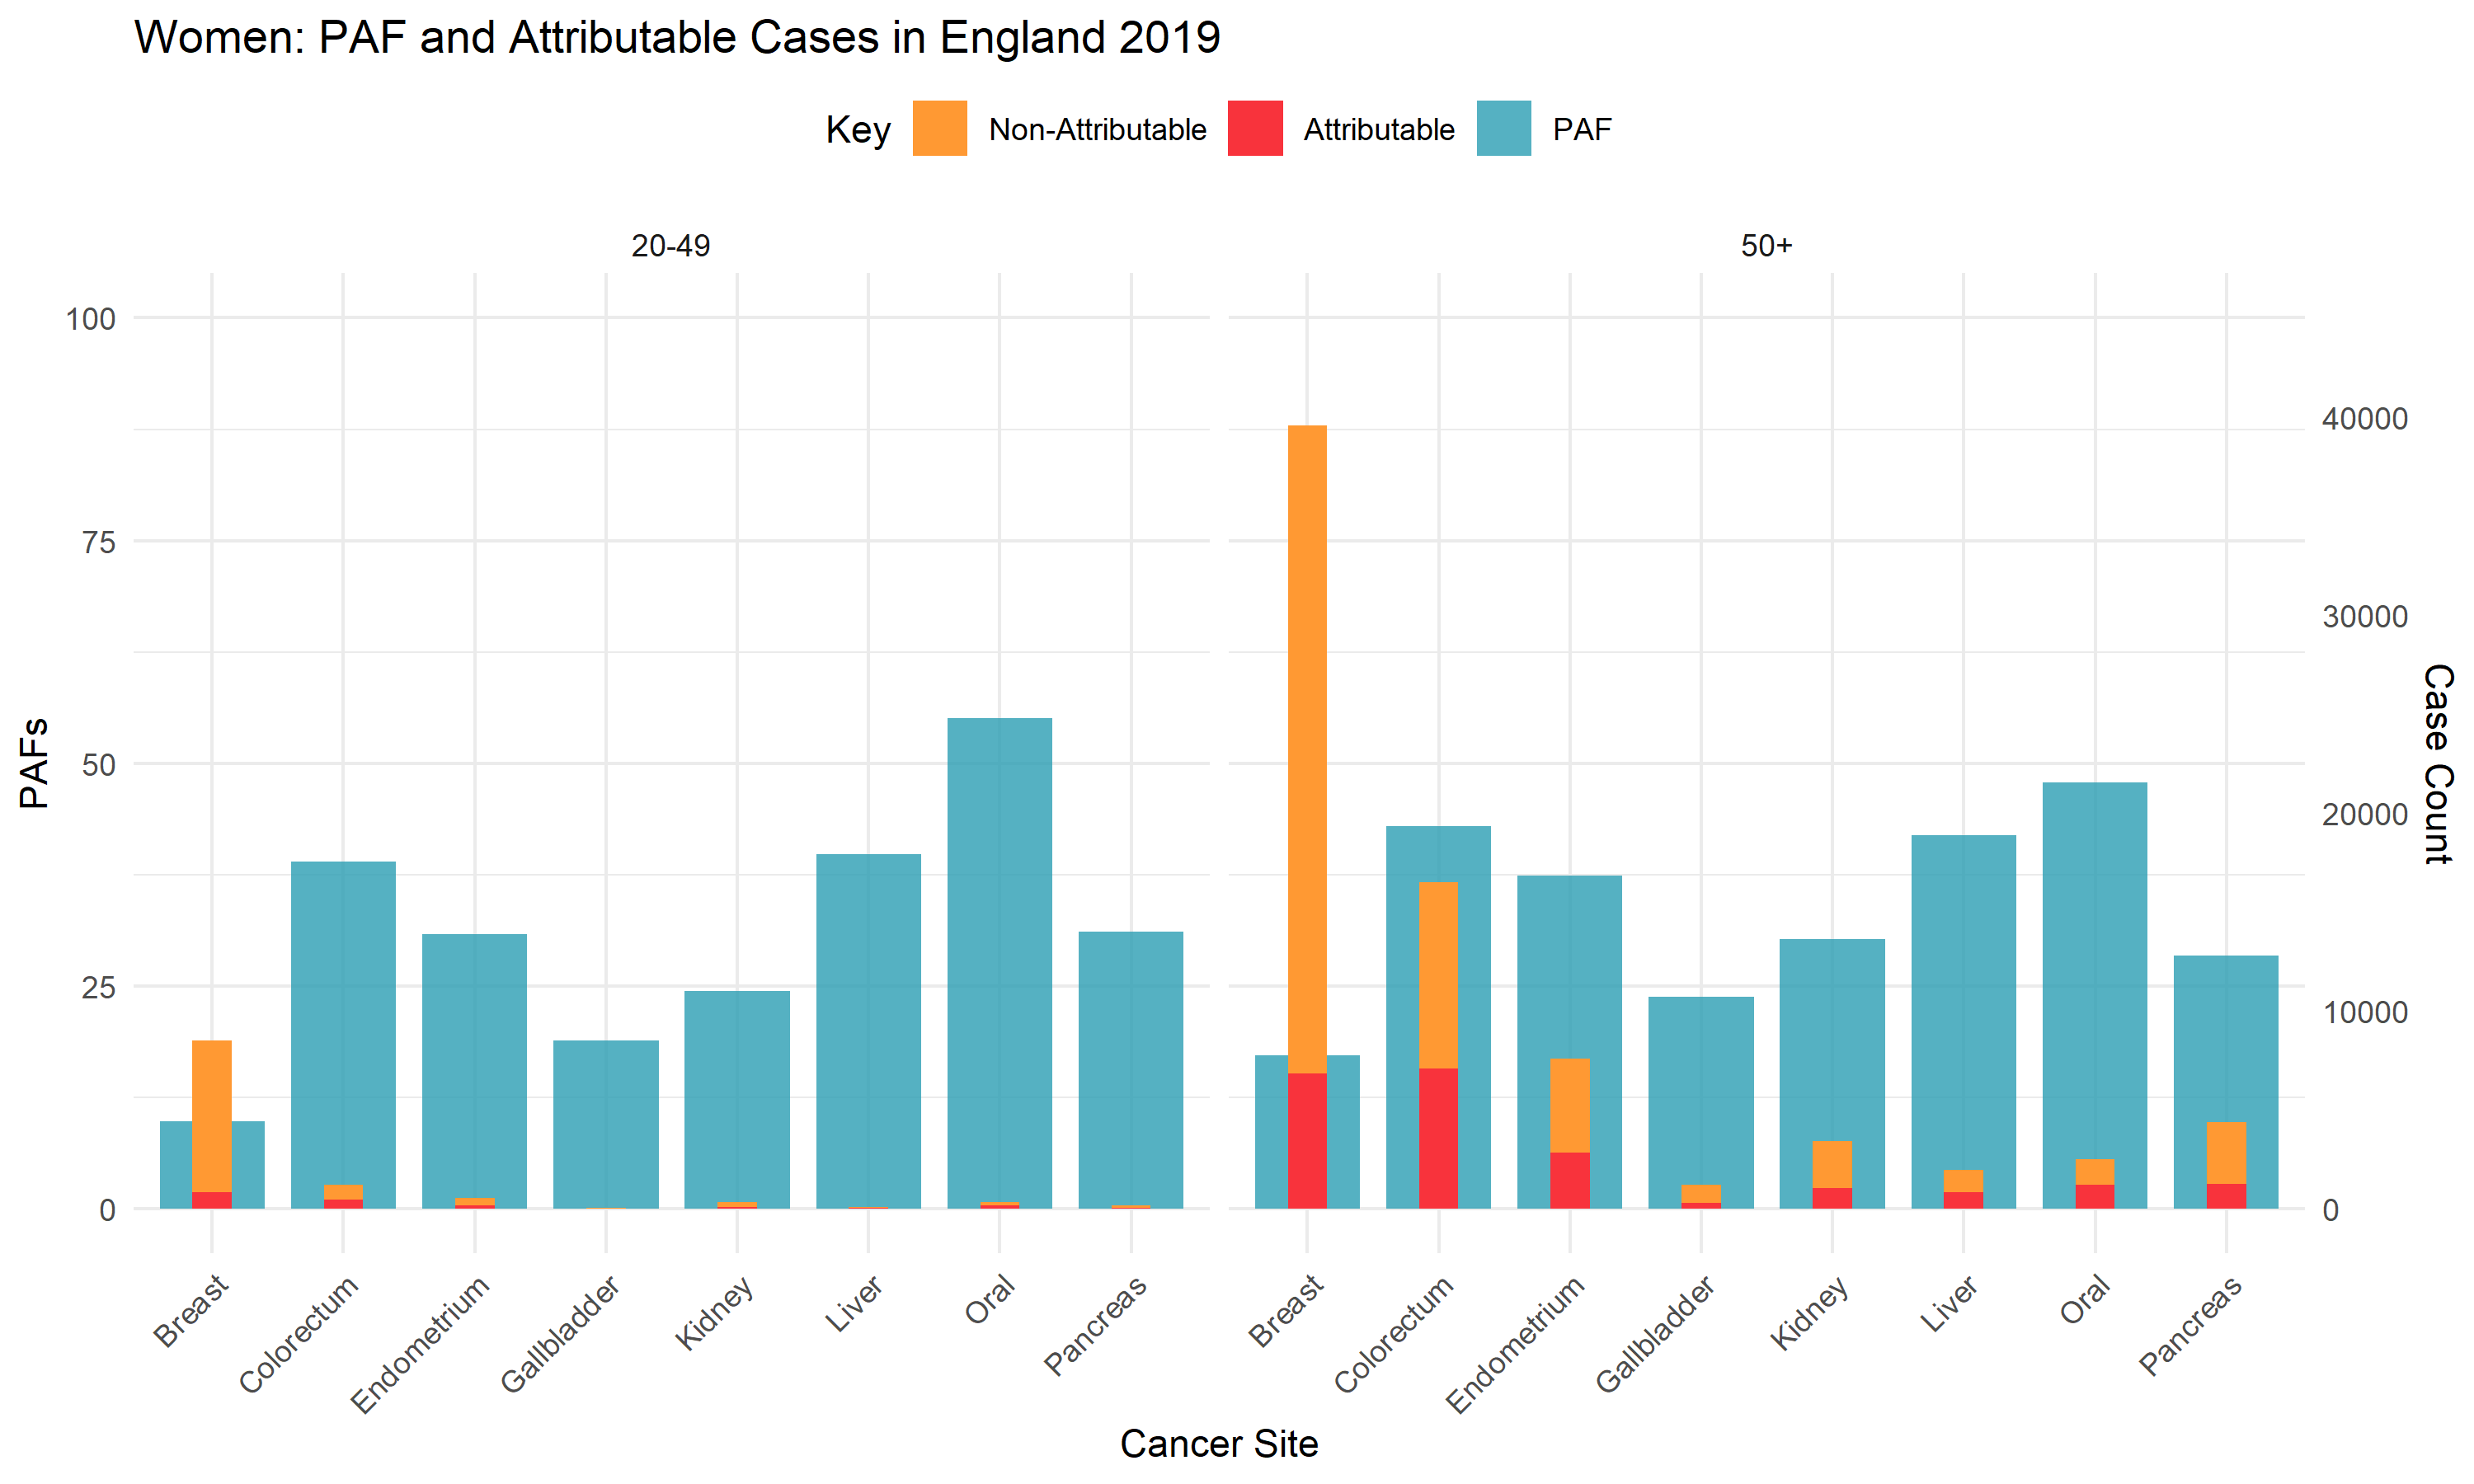 Women: PAF and Attributable Cases in England 2019
Key Non-Attributable Attributable PAF
20-49 50+
PAFs
100
75
50
25
0
40000
30000
20000
10000
0
Case Count
Breast Colorectum Endometrium Gallbladder Kidney Liver Oral Pancreas
Breast Colorectum Endometrium Gallbladder Kidney Liver Oral Pancreas
Cancer Site